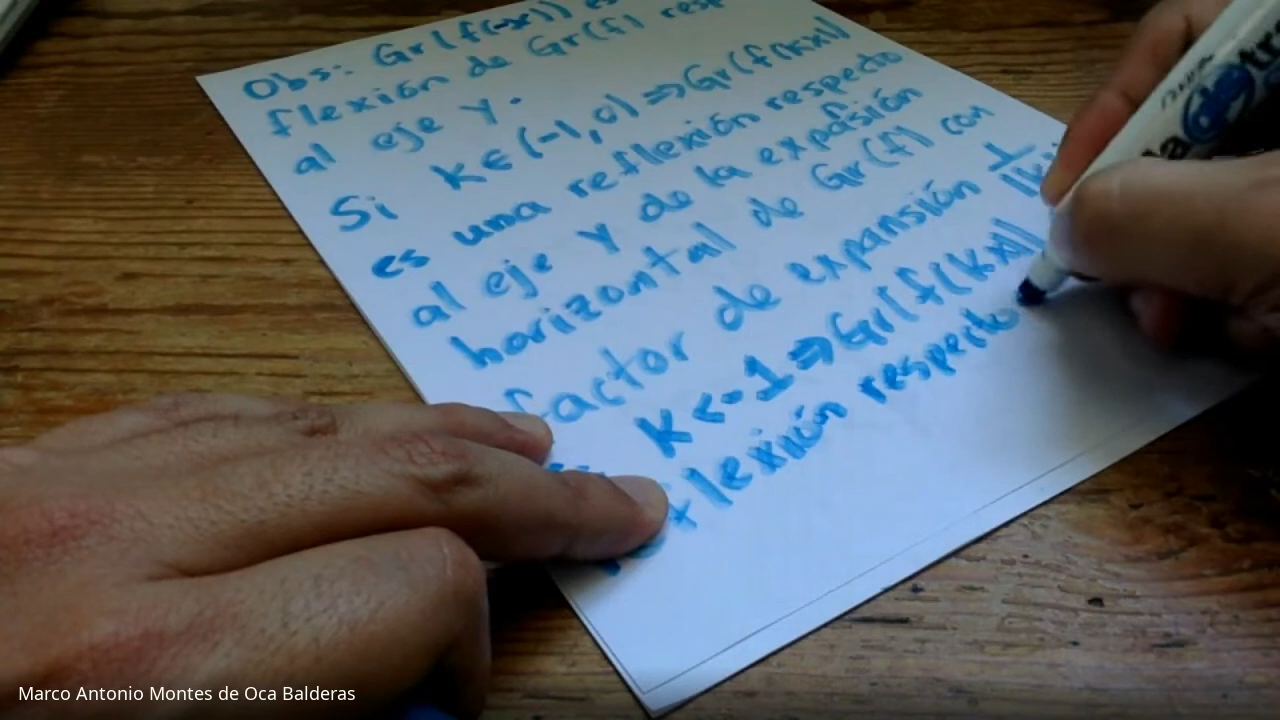 Obs: Gr(f(-x)) es
flexión de Gr(f) resp
al eje Y.
Si K∈(-1,0)⇒Gr(f(Kx))
es una reflexión respecto
al eje Y de la expansión
horizontal de Gr(f) con
factor de expansión 1/|K|
K<-1⇒Gr(f(Kx))
flexión respecto
Marco Antonio Montes de Oca Balderas